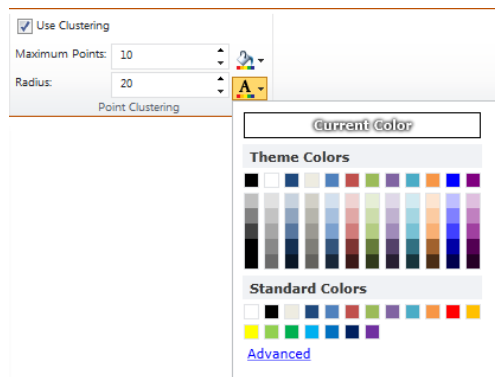 Use Clustering
Maximum Points: 10
Radius: 20
A
Point Clustering
Current Color
Theme Colors
Standard Colors
Advanced